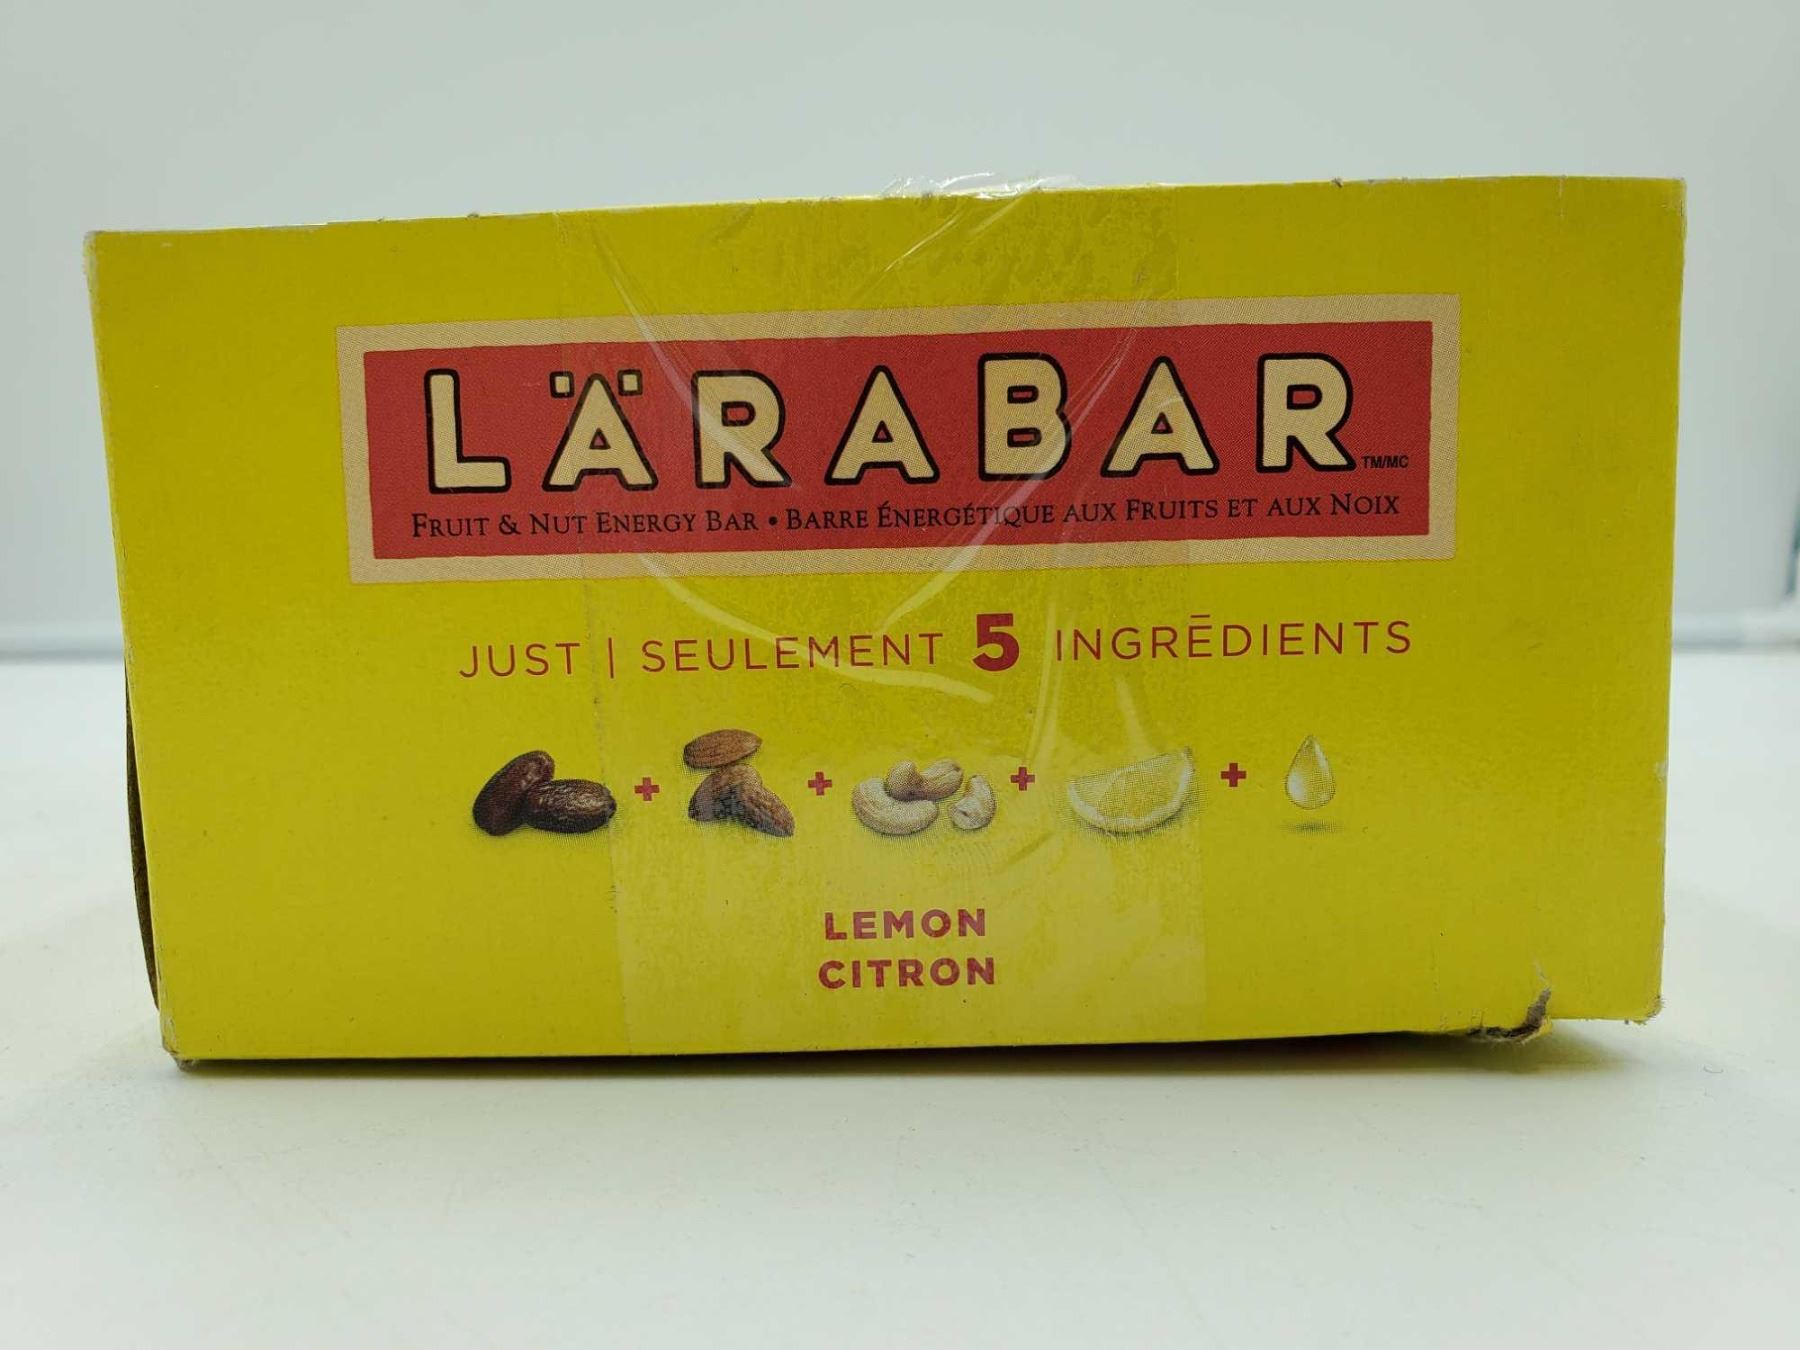 LÄRABAR TM/MC
FRUIT & NUT ENERGY BAR • BARRE ÉNERGÉTIQUE AUX FRUITS ET AUX NOIX
JUST | SEULEMENT 5 INGRĒDIENTS
+ + + +
LEMON
CITRON